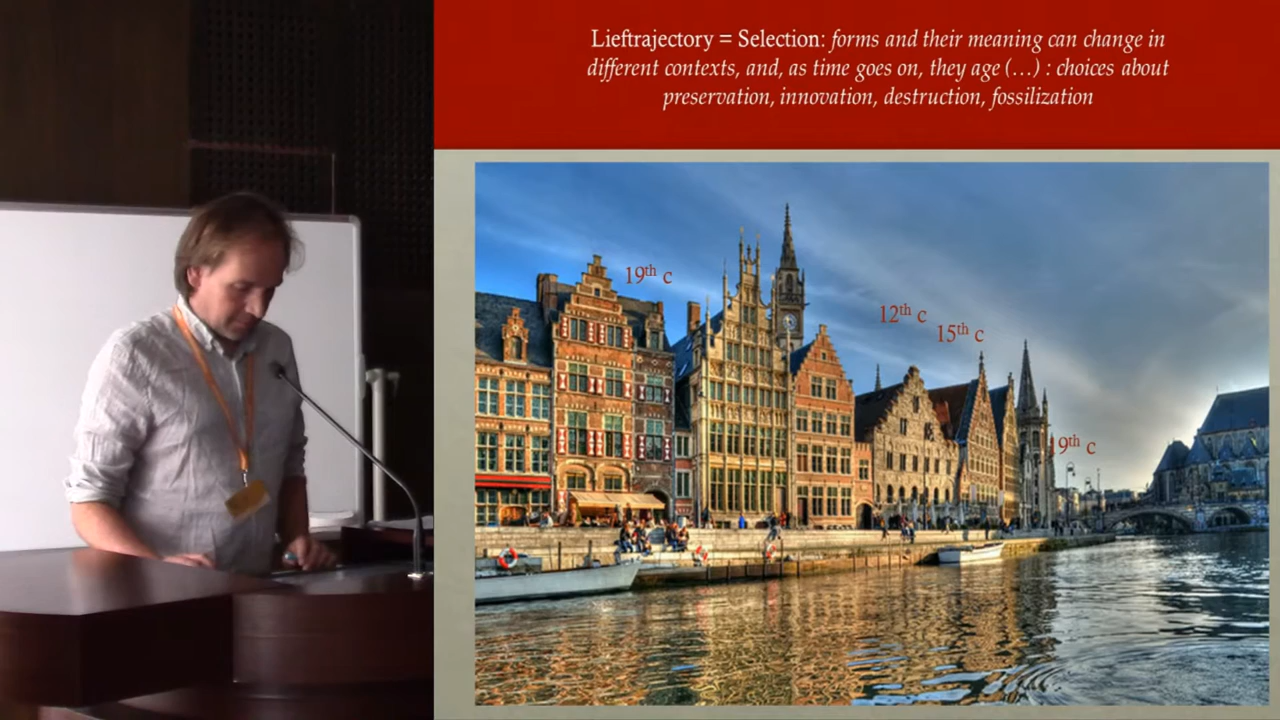 Lieftrajectory = Selection: forms and their meaning can change in
different contexts, and, as time goes on, they age (…) : choices about
preservation, innovation, destruction, fossilization
19th c
12th c
15th c
19th c